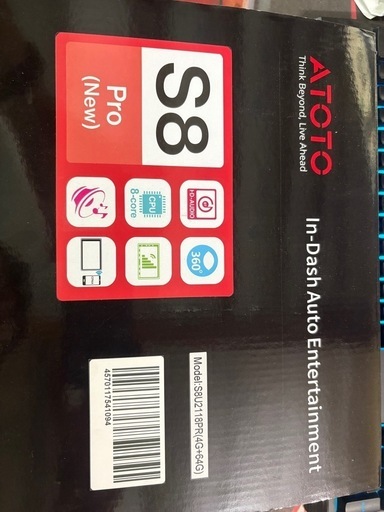 ATOTO
Think Beyond, Live Ahead
In-Dash Auto Entertainment
S8
Pro
(New)
HD-AUDIO
360°
CPU
8-core
Model:S8U2118PR(4G+64G)
4570117541094